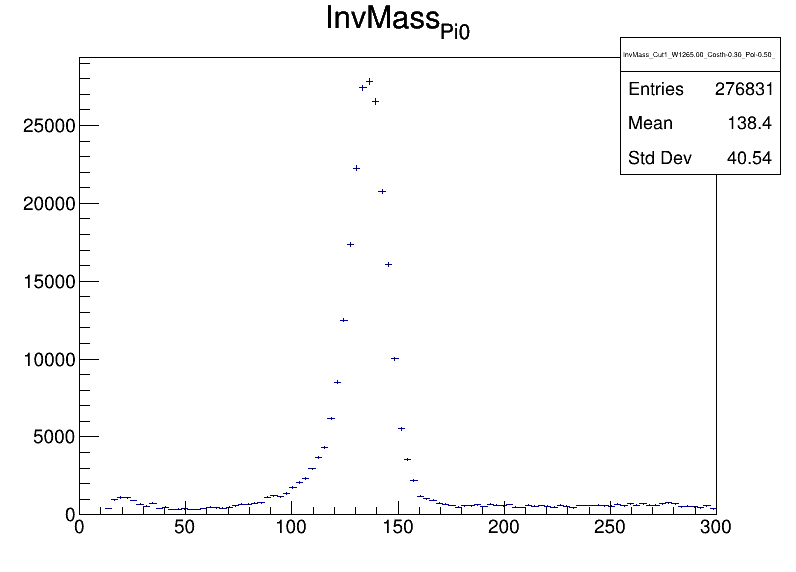 InvMass_Pi0
InvMass_Cut1_W1265.00_Costh-0.30_Pol-0.50_
Entries 276831
Mean 138.4
Std Dev 40.54
25000
20000
15000
10000
5000
0
0 50 100 150 200 250 300